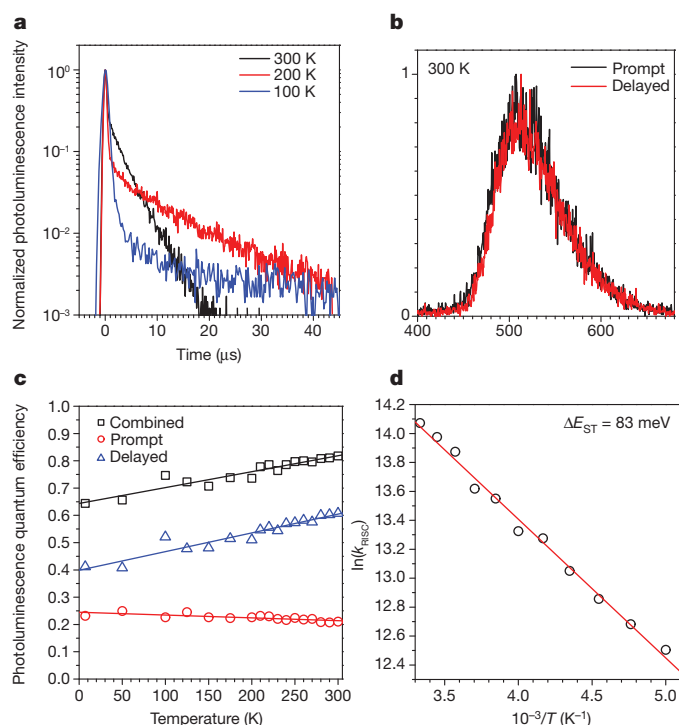 a
Normalized photoluminescence intensity
10⁰
10⁻¹
10⁻²
10⁻³
300 K
200 K
100 K
0 10 20 30 40
Time (μs)
b
1
0
300 K
Prompt
Delayed
400 500 600
c
Photoluminescence quantum efficiency
1.0
0.9
0.8
0.7
0.6
0.5
0.4
0.3
0.2
0.1
0
Combined
Prompt
Delayed
0 50 100 150 200 250 300
Temperature (K)
d
ln(k_RISC)
14.2
14.0
13.8
13.6
13.4
13.2
13.0
12.8
12.6
12.4
ΔE_ST = 83 meV
3.5 4.0 4.5 5.0
10⁻³/T (K⁻¹)